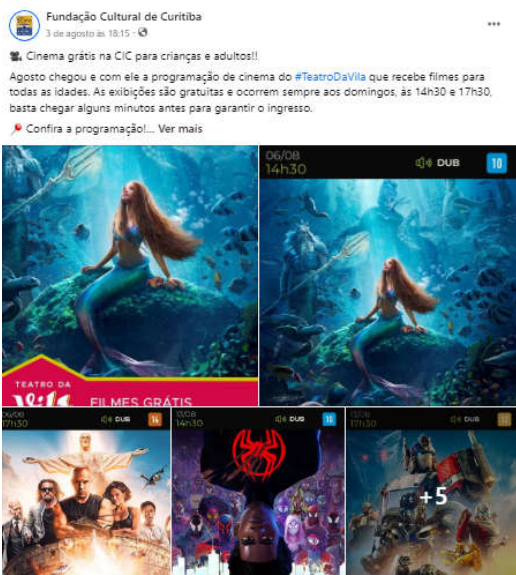 Fundação Cultural de Curitiba
3 de agosto às 18:15 ·
Cinema grátis na CIC para crianças e adultos!!
Agosto chegou e com ele a programação de cinema do #TeatroDaVila que recebe filmes para
todas as idades. As exibições são gratuitas e ocorrem sempre aos domingos, às 14h30 e 17h30,
basta chegar alguns minutos antes para garantir o ingresso.
Confira a programação!... Ver mais
06/08
14h30
DUB
10
TEATRO DA
Vila
FILMES GRÁTIS
06/08
17h30
DUB
14
13/08
14h30
DUB
10
13/08
17h30
DUB
+5